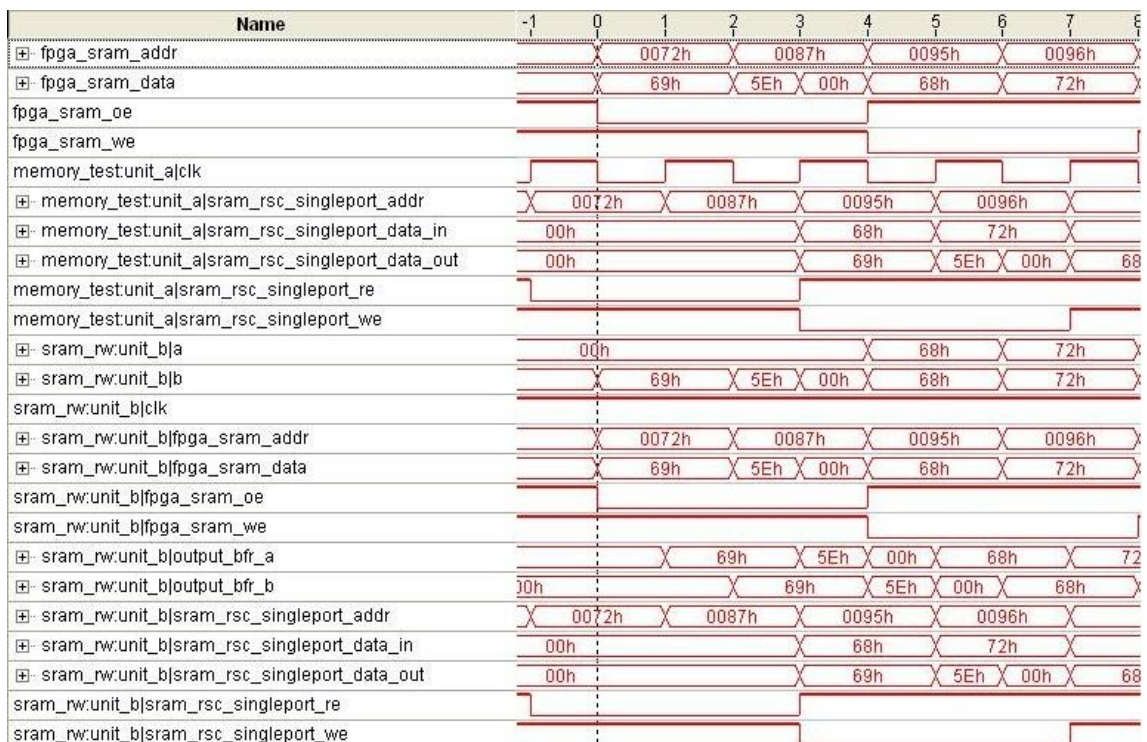 Name -1 0 1 2 3 4 5 6 7
fpga_sram_addr 0072h 0087h 0095h 0096h
fpga_sram_data 69h 5Eh 00h 68h 72h
fpga_sram_oe
fpga_sram_we
memory_test:unit_a|clk
memory_test:unit_a|sram_rsc_singleport_addr 0072h 0087h 0095h 0096h
memory_test:unit_a|sram_rsc_singleport_data_in 00h 68h 72h
memory_test:unit_a|sram_rsc_singleport_data_out 00h 69h 5Eh 00h 68
memory_test:unit_a|sram_rsc_singleport_re
memory_test:unit_a|sram_rsc_singleport_we
sram_rw:unit_b|a 00h 68h 72h
sram_rw:unit_b|b 69h 5Eh 00h 68h 72h
sram_rw:unit_b|clk
sram_rw:unit_b|fpga_sram_addr 0072h 0087h 0095h 0096h
sram_rw:unit_b|fpga_sram_data 69h 5Eh 00h 68h 72h
sram_rw:unit_b|fpga_sram_oe
sram_rw:unit_b|fpga_sram_we
sram_rw:unit_b|output_bfr_a 69h 5Eh 00h 68h 72
sram_rw:unit_b|output_bfr_b 00h 69h 5Eh 00h 68h
sram_rw:unit_b|sram_rsc_singleport_addr 0072h 0087h 0095h 0096h
sram_rw:unit_b|sram_rsc_singleport_data_in 00h 68h 72h
sram_rw:unit_b|sram_rsc_singleport_data_out 00h 69h 5Eh 00h 68
sram_rw:unit_b|sram_rsc_singleport_re
sram_rw:unit_b|sram_rsc_singleport_we